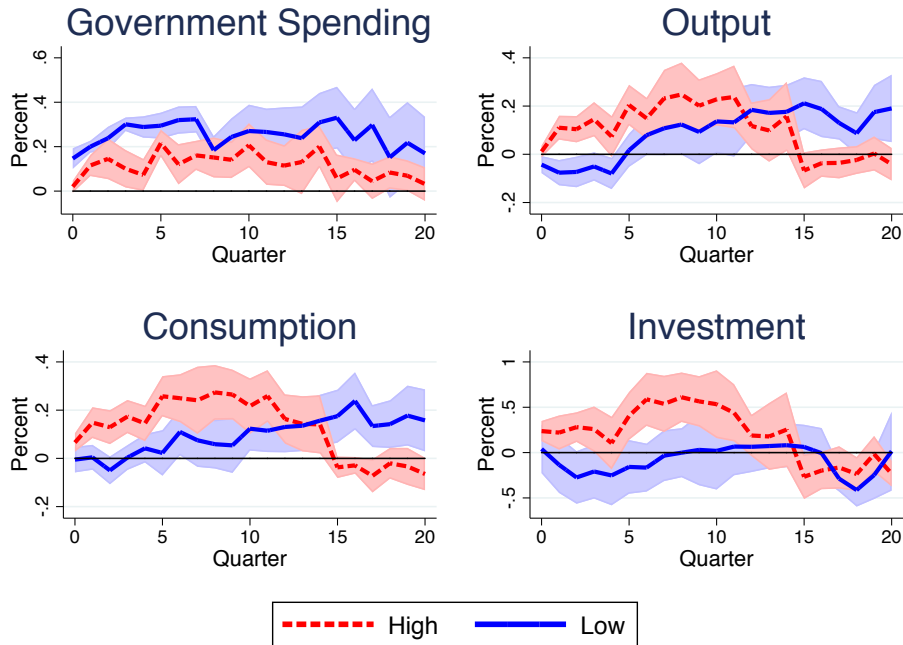 Government Spending
Percent
0 .2 .4 .6
0 5 10 15 20
Quarter
Output
Percent
-.2 0 .2 .4
0 5 10 15 20
Quarter
Consumption
Percent
-.2 0 .2 .4
0 5 10 15 20
Quarter
Investment
Percent
-.5 0 .5 1
0 5 10 15 20
Quarter
High Low